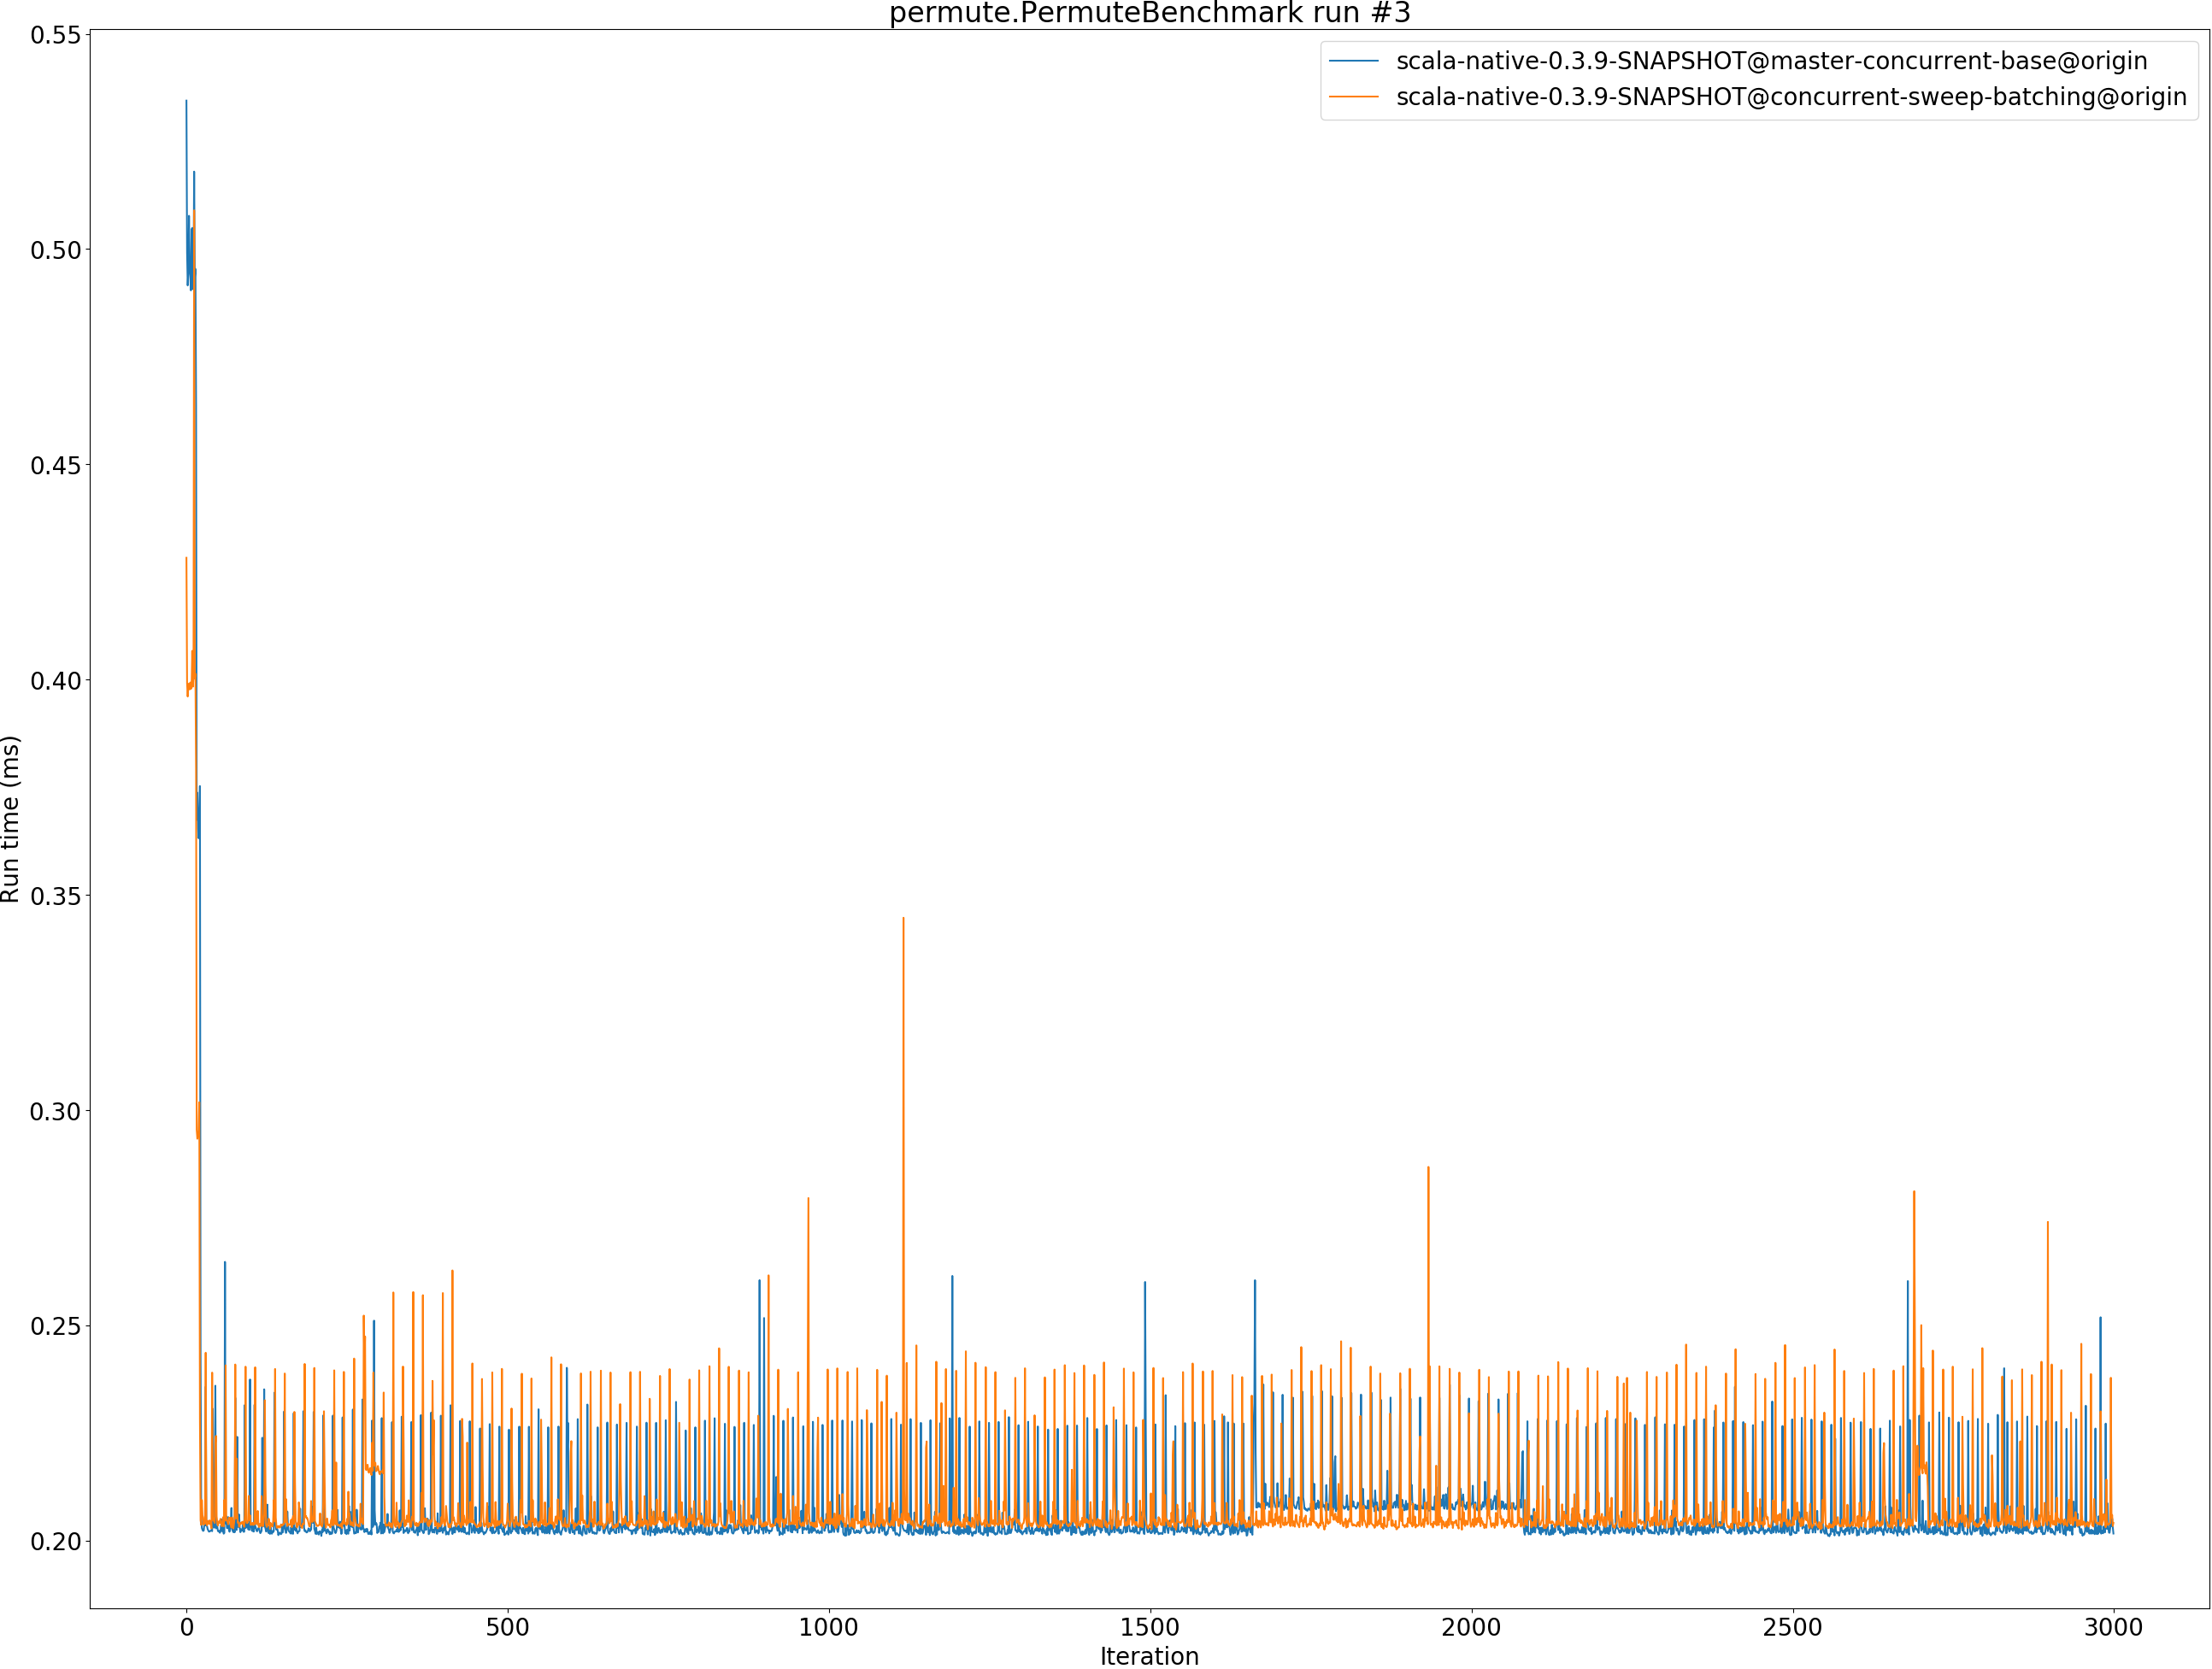 permute.PermuteBenchmark run #3
scala-native-0.3.9-SNAPSHOT@master-concurrent-base@origin
scala-native-0.3.9-SNAPSHOT@concurrent-sweep-batching@origin
Run time (ms)
0.55
0.50
0.45
0.40
0.35
0.30
0.25
0.20
0 500 1000 1500 2000 2500 3000
Iteration